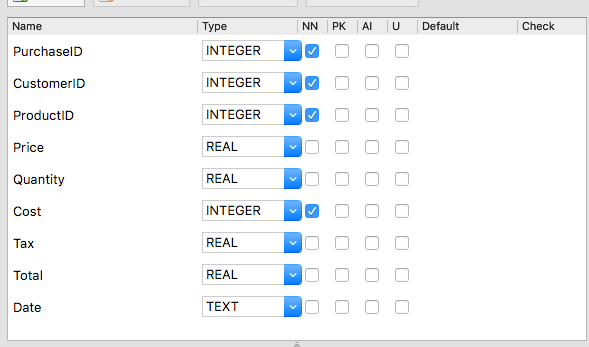 Name Type NN PK AI U Default Check
PurchaseID INTEGER
CustomerID INTEGER
ProductID INTEGER
Price REAL
Quantity REAL
Cost INTEGER
Tax REAL
Total REAL
Date TEXT